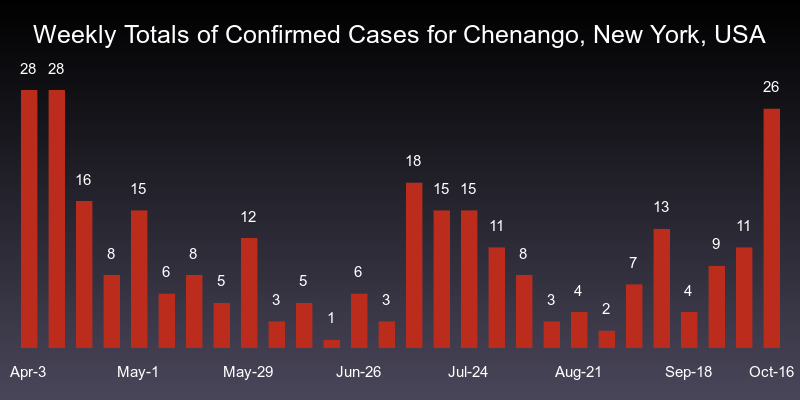 Weekly Totals of Confirmed Cases for Chenango, New York, USA
28 28 16 8 15 6 8 5 12 3 5 1 6 3 18 15 15 11 8 3 4 2 7 13 4 9 11 26
Apr-3 May-1 May-29 Jun-26 Jul-24 Aug-21 Sep-18 Oct-16